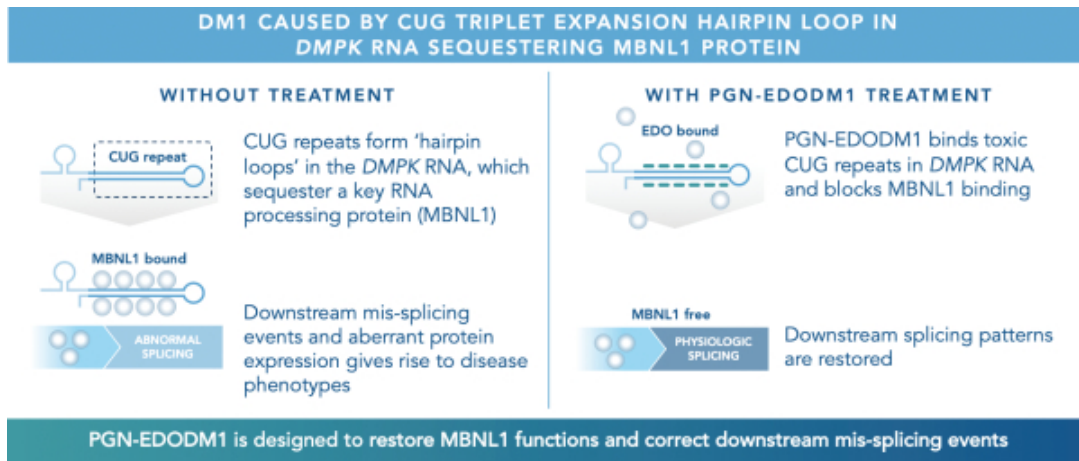 DM1 CAUSED BY CUG TRIPLET EXPANSION HAIRPIN LOOP IN
DMPK RNA SEQUESTERING MBNL1 PROTEIN
WITHOUT TREATMENT
CUG repeat
CUG repeats form ‘hairpin
loops’ in the DMPK RNA, which
sequester a key RNA
processing protein (MBNL1)
MBNL1 bound
ABNORMAL
SPLICING
Downstream mis-splicing
events and aberrant protein
expression gives rise to disease
phenotypes
WITH PGN-EDODM1 TREATMENT
EDO bound
PGN-EDODM1 binds toxic
CUG repeats in DMPK RNA
and blocks MBNL1 binding
MBNL1 free
PHYSIOLOGIC
SPLICING
Downstream splicing patterns
are restored
PGN-EDODM1 is designed to restore MBNL1 functions and correct downstream mis-splicing events